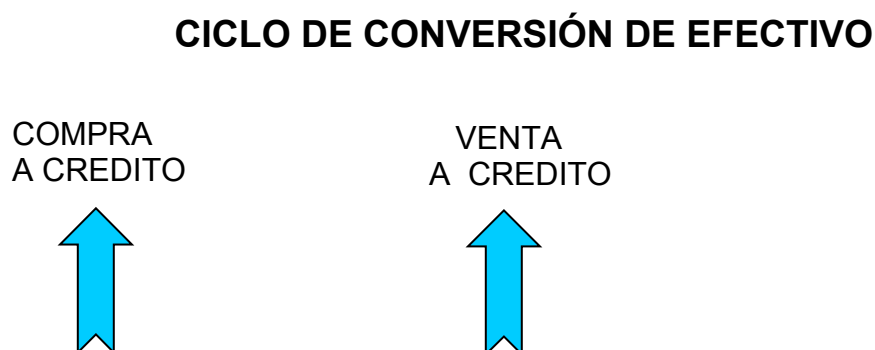 CICLO DE CONVERSIÓN DE EFECTIVO
COMPRA
A CREDITO
VENTA
A CREDITO